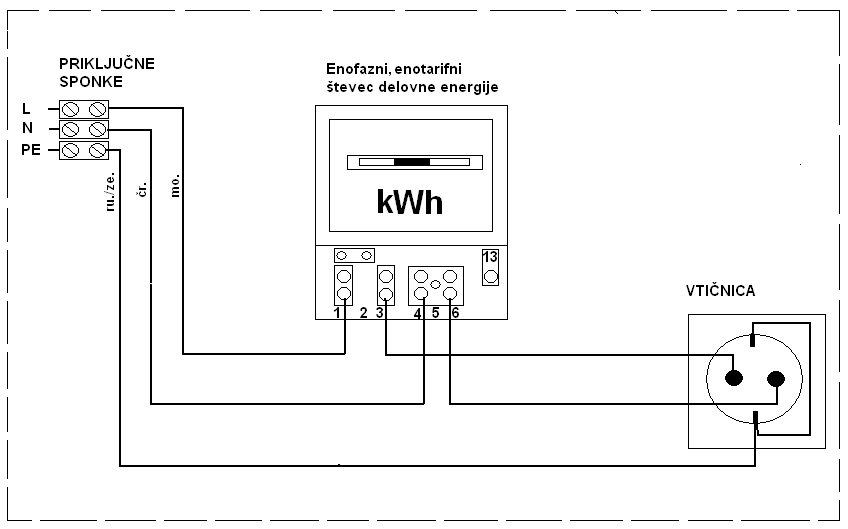 PRIKLJUČNE
SPONKE
L
N
PE
ru./ze.
čr.
mo.
Enofazni, enotarifni
števec delovne energije
kWh
13
1 2 3 4 5 6
VTIČNICA